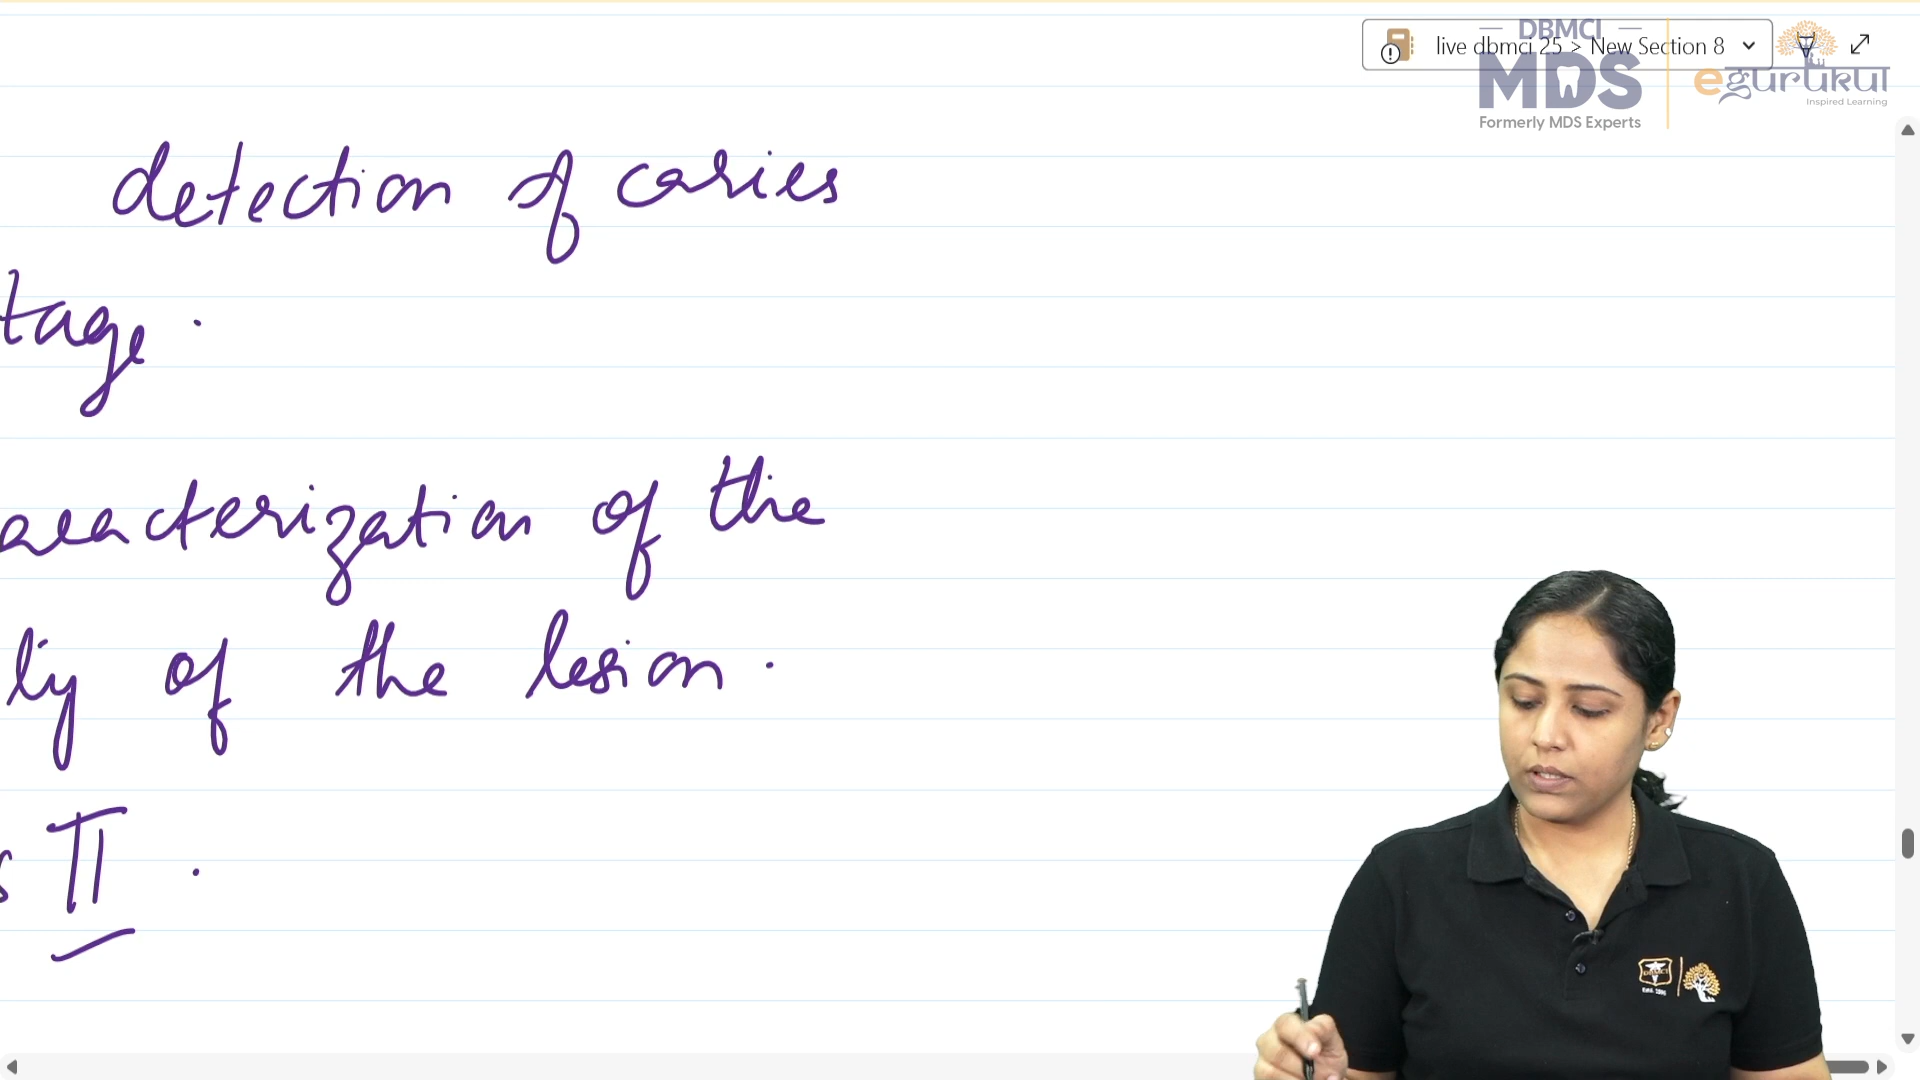 live dbmci 25 > New Section 8
DBMCI
MDS
Formerly MDS Experts
egurukul
Inspired Learning
detection of caries
tage.
aracterization of the
ty of the lesion.
s II.